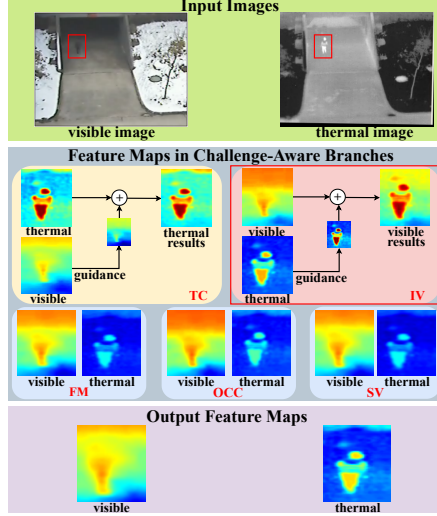 Input Images
visible image
thermal image
Feature Maps in Challenge-Aware Branches
thermal
thermal
results
guidance
visible
TC
visible
visible
results
guidance
thermal
IV
visible
thermal
FM
visible
thermal
OCC
visible
thermal
SV
Output Feature Maps
visible
thermal